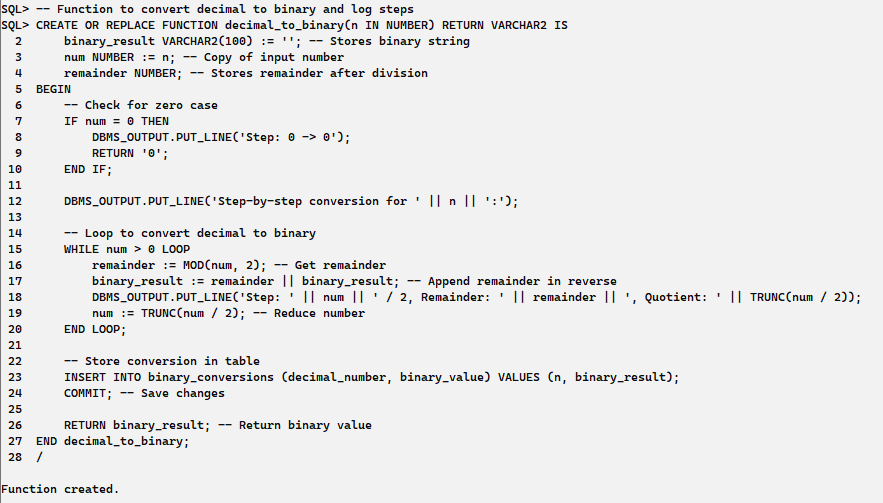 SQL> -- Function to convert decimal to binary and log steps
SQL> CREATE OR REPLACE FUNCTION decimal_to_binary(n IN NUMBER) RETURN VARCHAR2 IS
  2      binary_result VARCHAR2(100) := ''; -- Stores binary string
  3      num NUMBER := n; -- Copy of input number
  4      remainder NUMBER; -- Stores remainder after division
  5  BEGIN
  6      -- Check for zero case
  7      IF num = 0 THEN
  8          DBMS_OUTPUT.PUT_LINE('Step: 0 -> 0');
  9          RETURN '0';
 10      END IF;
 11
 12      DBMS_OUTPUT.PUT_LINE('Step-by-step conversion for ' || n || ':');
 13
 14      -- Loop to convert decimal to binary
 15      WHILE num > 0 LOOP
 16          remainder := MOD(num, 2); -- Get remainder
 17          binary_result := remainder || binary_result; -- Append remainder in reverse
 18          DBMS_OUTPUT.PUT_LINE('Step: ' || num || ' / 2, Remainder: ' || remainder || ', Quotient: ' || TRUNC(num / 2));
 19          num := TRUNC(num / 2); -- Reduce number
 20      END LOOP;
 21
 22      -- Store conversion in table
 23      INSERT INTO binary_conversions (decimal_number, binary_value) VALUES (n, binary_result);
 24      COMMIT; -- Save changes
 25
 26      RETURN binary_result; -- Return binary value
 27  END decimal_to_binary;
 28  /

Function created.